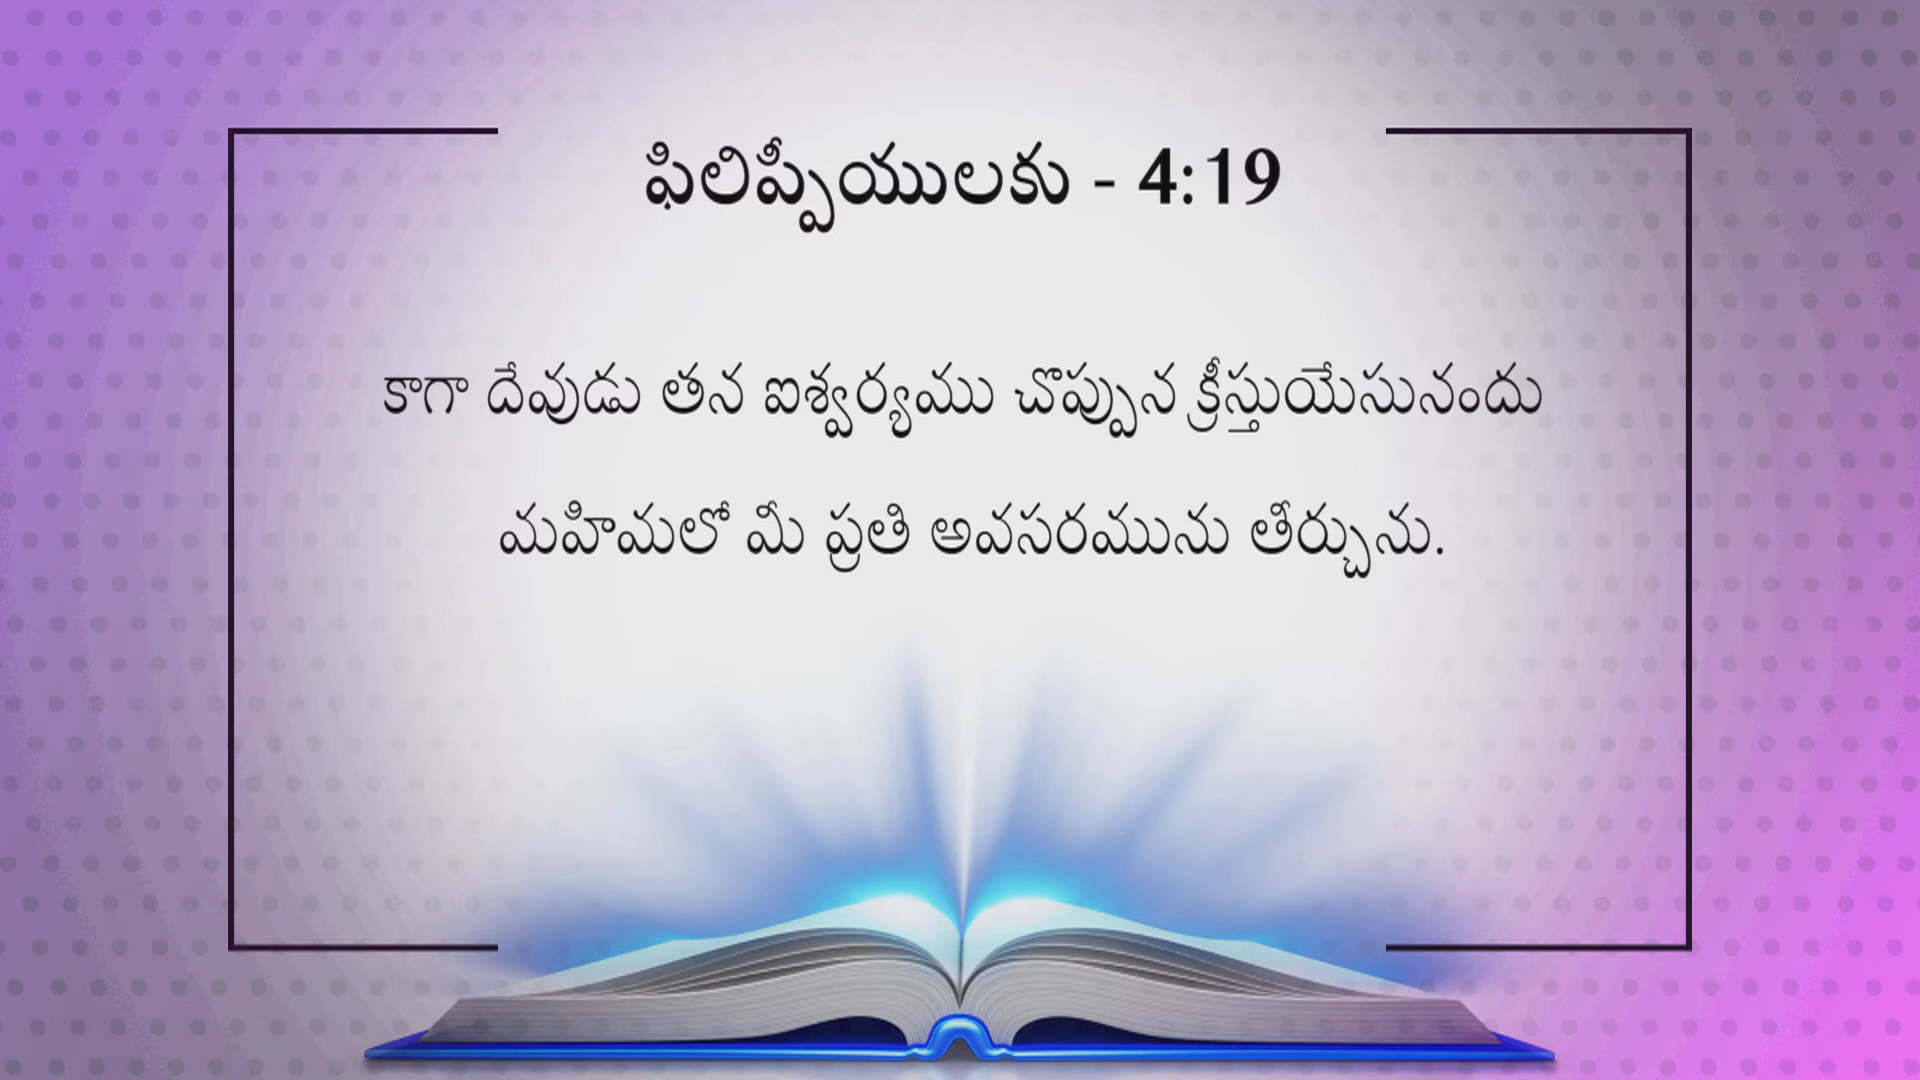 ఫిలిప్పీయులకు - 4:19
కాగా దేవుడు తన ఐశ్వర్యము చొప్పున క్రీస్తుయేసునందు
మహిమలో మీ ప్రతి అవసరమును తీర్చును.